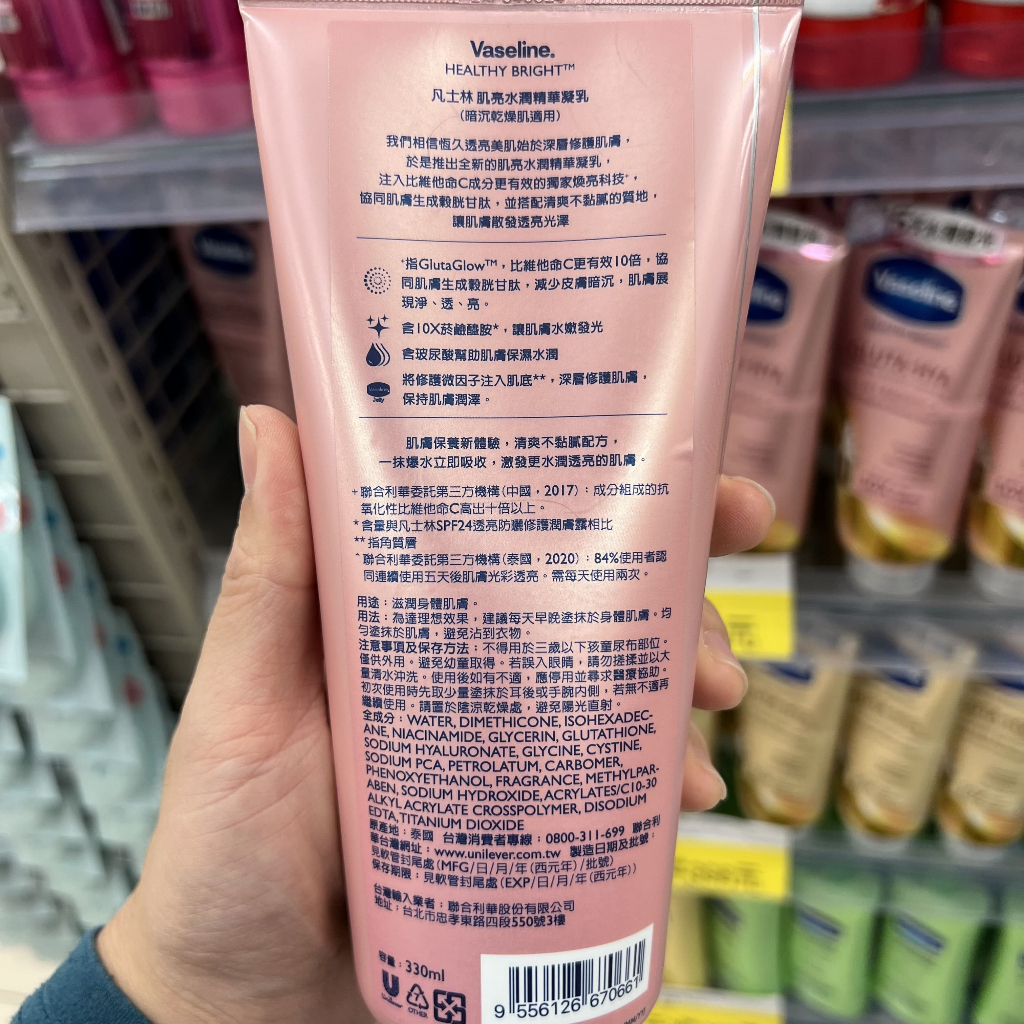 Vaseline.
HEALTHY BRIGHT™
凡士林 肌亮水潤精華凝乳
(暗沉乾燥肌適用)
我們相信恆久透亮美肌始於深層修護肌膚，
於是推出全新的肌亮水潤精華凝乳，
注入比維他命C成分更有效的獨家煥亮科技⁺，
協同肌膚生成穀胱甘肽，並搭配清爽不黏膩的質地，
讓肌膚散發透亮光澤
⁺指GlutaGlow™，比維他命C更有效10倍，協
同肌膚生成穀胱甘肽，減少皮膚暗沉，肌膚展
現淨、透、亮。
含10X菸鹼醯胺*，讓肌膚水嫩發光
含玻尿酸幫助肌膚保濕水潤
Vaseline
Jelly
將修護微因子注入肌底**，深層修護肌膚，
保持肌膚潤澤。
肌膚保養新體驗，清爽不黏膩配方，
一抹爆水立即吸收，激發更水潤透亮的肌膚。
+聯合利華委託第三方機構(中國，2017)：成分組成的抗
氧化性比維他命C高出十倍以上。
*含量與凡士林SPF24透亮防曬修護潤膚露相比
**指角質層
ˆ聯合利華委託第三方機構(泰國，2020)：84%使用者認
同連續使用五天後肌膚光彩透亮。需每天使用兩次。
用途：滋潤身體肌膚。
用法：為達理想效果，建議每天早晚塗抹於身體肌膚。均
勻塗抹於肌膚，避免沾到衣物。
注意事項及保存方法：不得用於三歲以下孩童尿布部位。
僅供外用。避免幼童取得。若誤入眼睛，請勿搓揉並以大
量清水沖洗。使用後如有不適，應停用並尋求醫療協助。
初次使用時先取少量塗抹於耳後或手腕內側，若無不適再
繼續使用。請置於陰涼乾燥處，避免陽光直射。
全成分：WATER, DIMETHICONE, ISOHEXADEC-
ANE, NIACINAMIDE, GLYCERIN, GLUTATHIONE,
SODIUM HYALURONATE, GLYCINE, CYSTINE,
SODIUM PCA, PETROLATUM, CARBOMER,
PHENOXYETHANOL, FRAGRANCE, METHYLPAR-
ABEN, SODIUM HYDROXIDE, ACRYLATES/C10-30
ALKYL ACRYLATE CROSSPOLYMER, DISODIUM
EDTA, TITANIUM DIOXIDE
原產地：泰國 台灣消費者專線：0800-311-699 聯合利
華台灣網址：www.unilever.com.tw 製造日期及批號：
見軟管封尾處(MFG/日/月/年(西元年)/批號)
保存期限：見軟管封尾處(EXP/日/月/年(西元年))
台灣輸入業者：聯合利華股份有限公司
地址：台北市忠孝東路四段550號3樓
容量：330ml
Unilever
OTHER
9 556126 670661
Vaseline